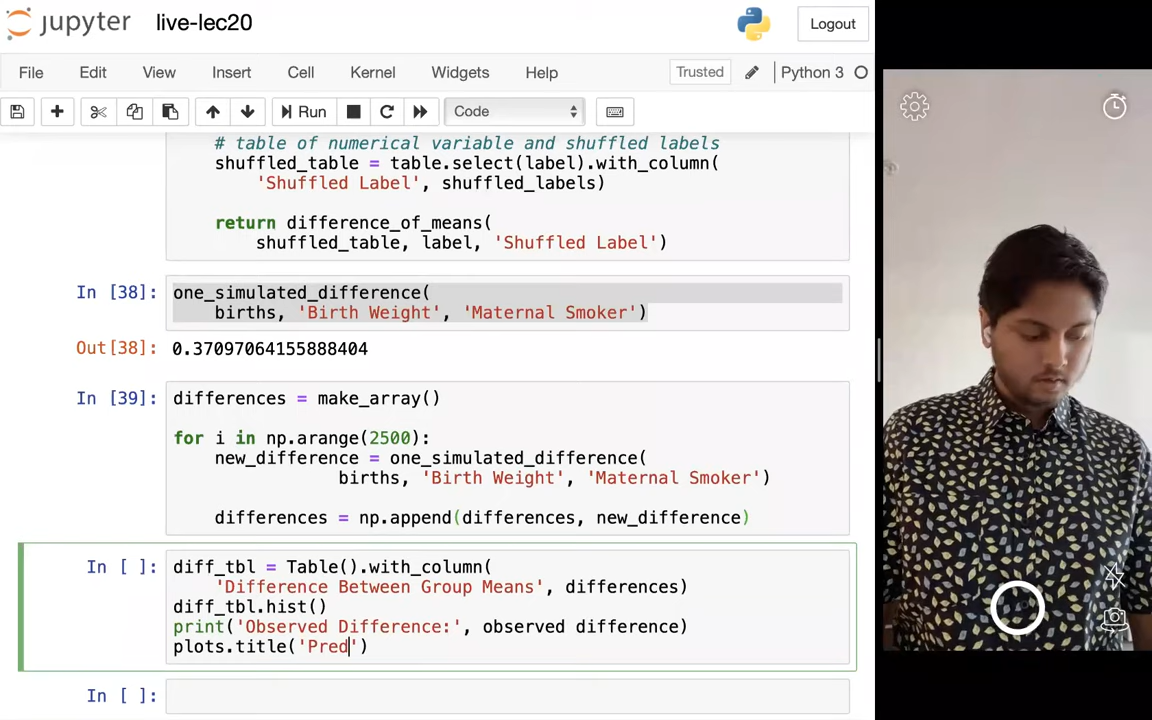 jupyter live-lec20 Logout
File Edit View Insert Cell Kernel Widgets Help Trusted Python 3
Run Code
# table of numerical variable and shuffled labels
shuffled_table = table.select(label).with_column(
'Shuffled Label', shuffled_labels)
return difference_of_means(
shuffled_table, label, 'Shuffled Label')
In [38]: one_simulated_difference(
births, 'Birth Weight', 'Maternal Smoker')
Out[38]: 0.37097064155888404
In [39]: differences = make_array()
for i in np.arange(2500):
new_difference = one_simulated_difference(
births, 'Birth Weight', 'Maternal Smoker')
differences = np.append(differences, new_difference)
In [ ]: diff_tbl = Table().with_column(
'Difference Between Group Means', differences)
diff_tbl.hist()
print('Observed Difference:', observed difference)
plots.title('Pred')
In [ ]: